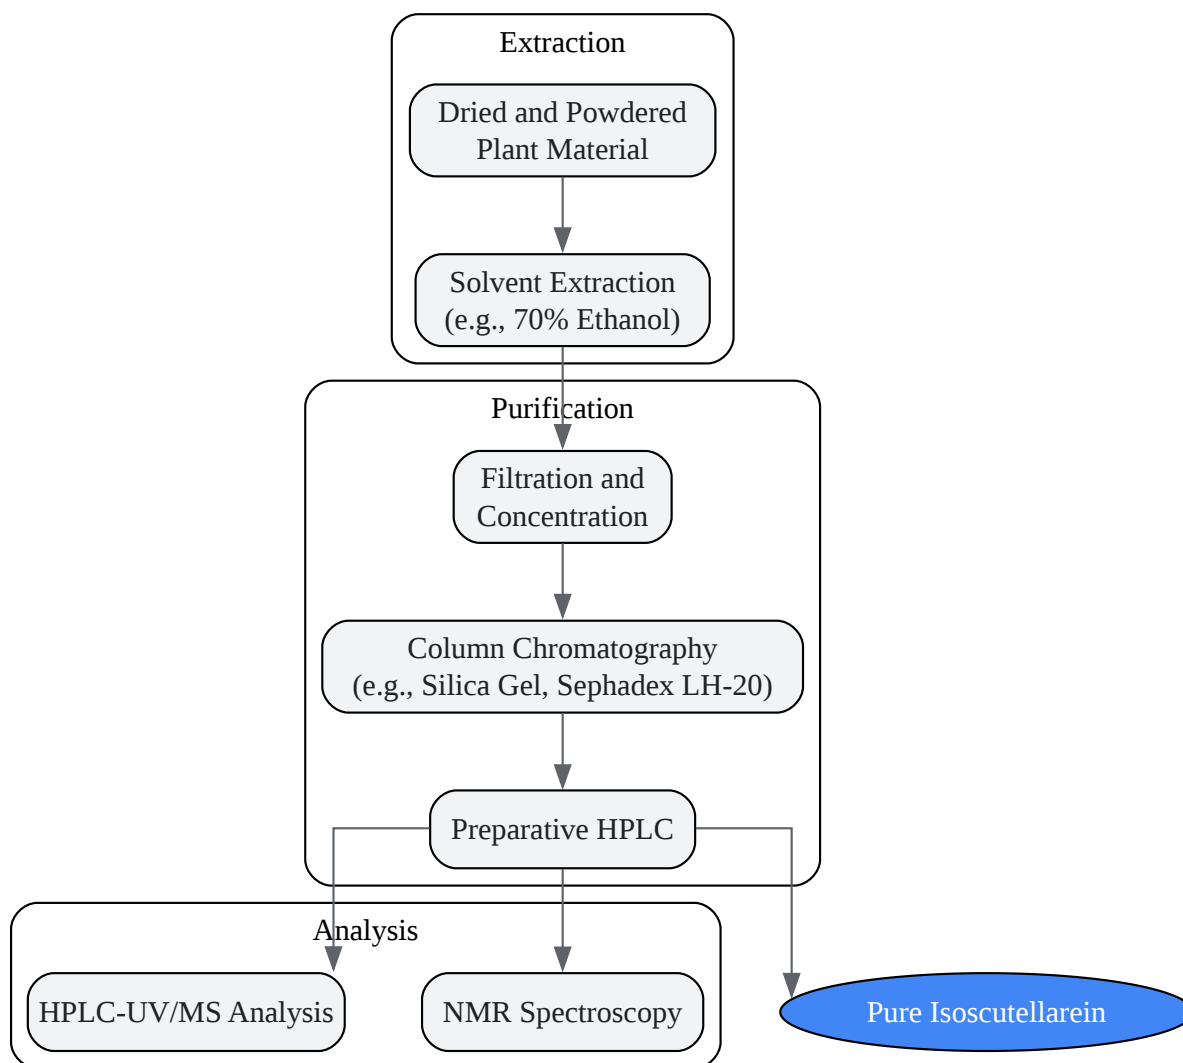 Extraction
Dried and Powdered
Plant Material
Solvent Extraction
(e.g., 70% Ethanol)
Purification
Filtration and
Concentration
Column Chromatography
(e.g., Silica Gel, Sephadex LH-20)
Preparative HPLC
Analysis
HPLC-UV/MS Analysis
NMR Spectroscopy
Pure Isoscutellarein